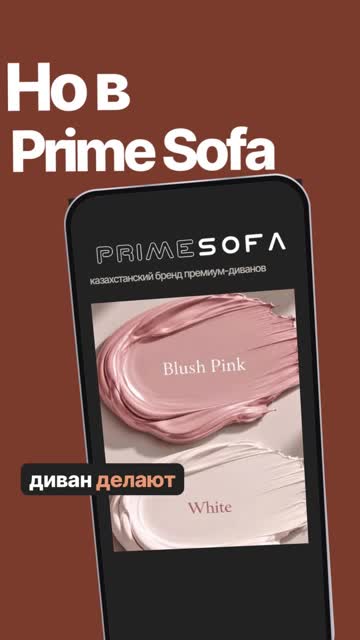 Но в
Prime Sofa
PRIMESOFA
казахстанский бренд премиум-диванов
Blush Pink
диван делают
White